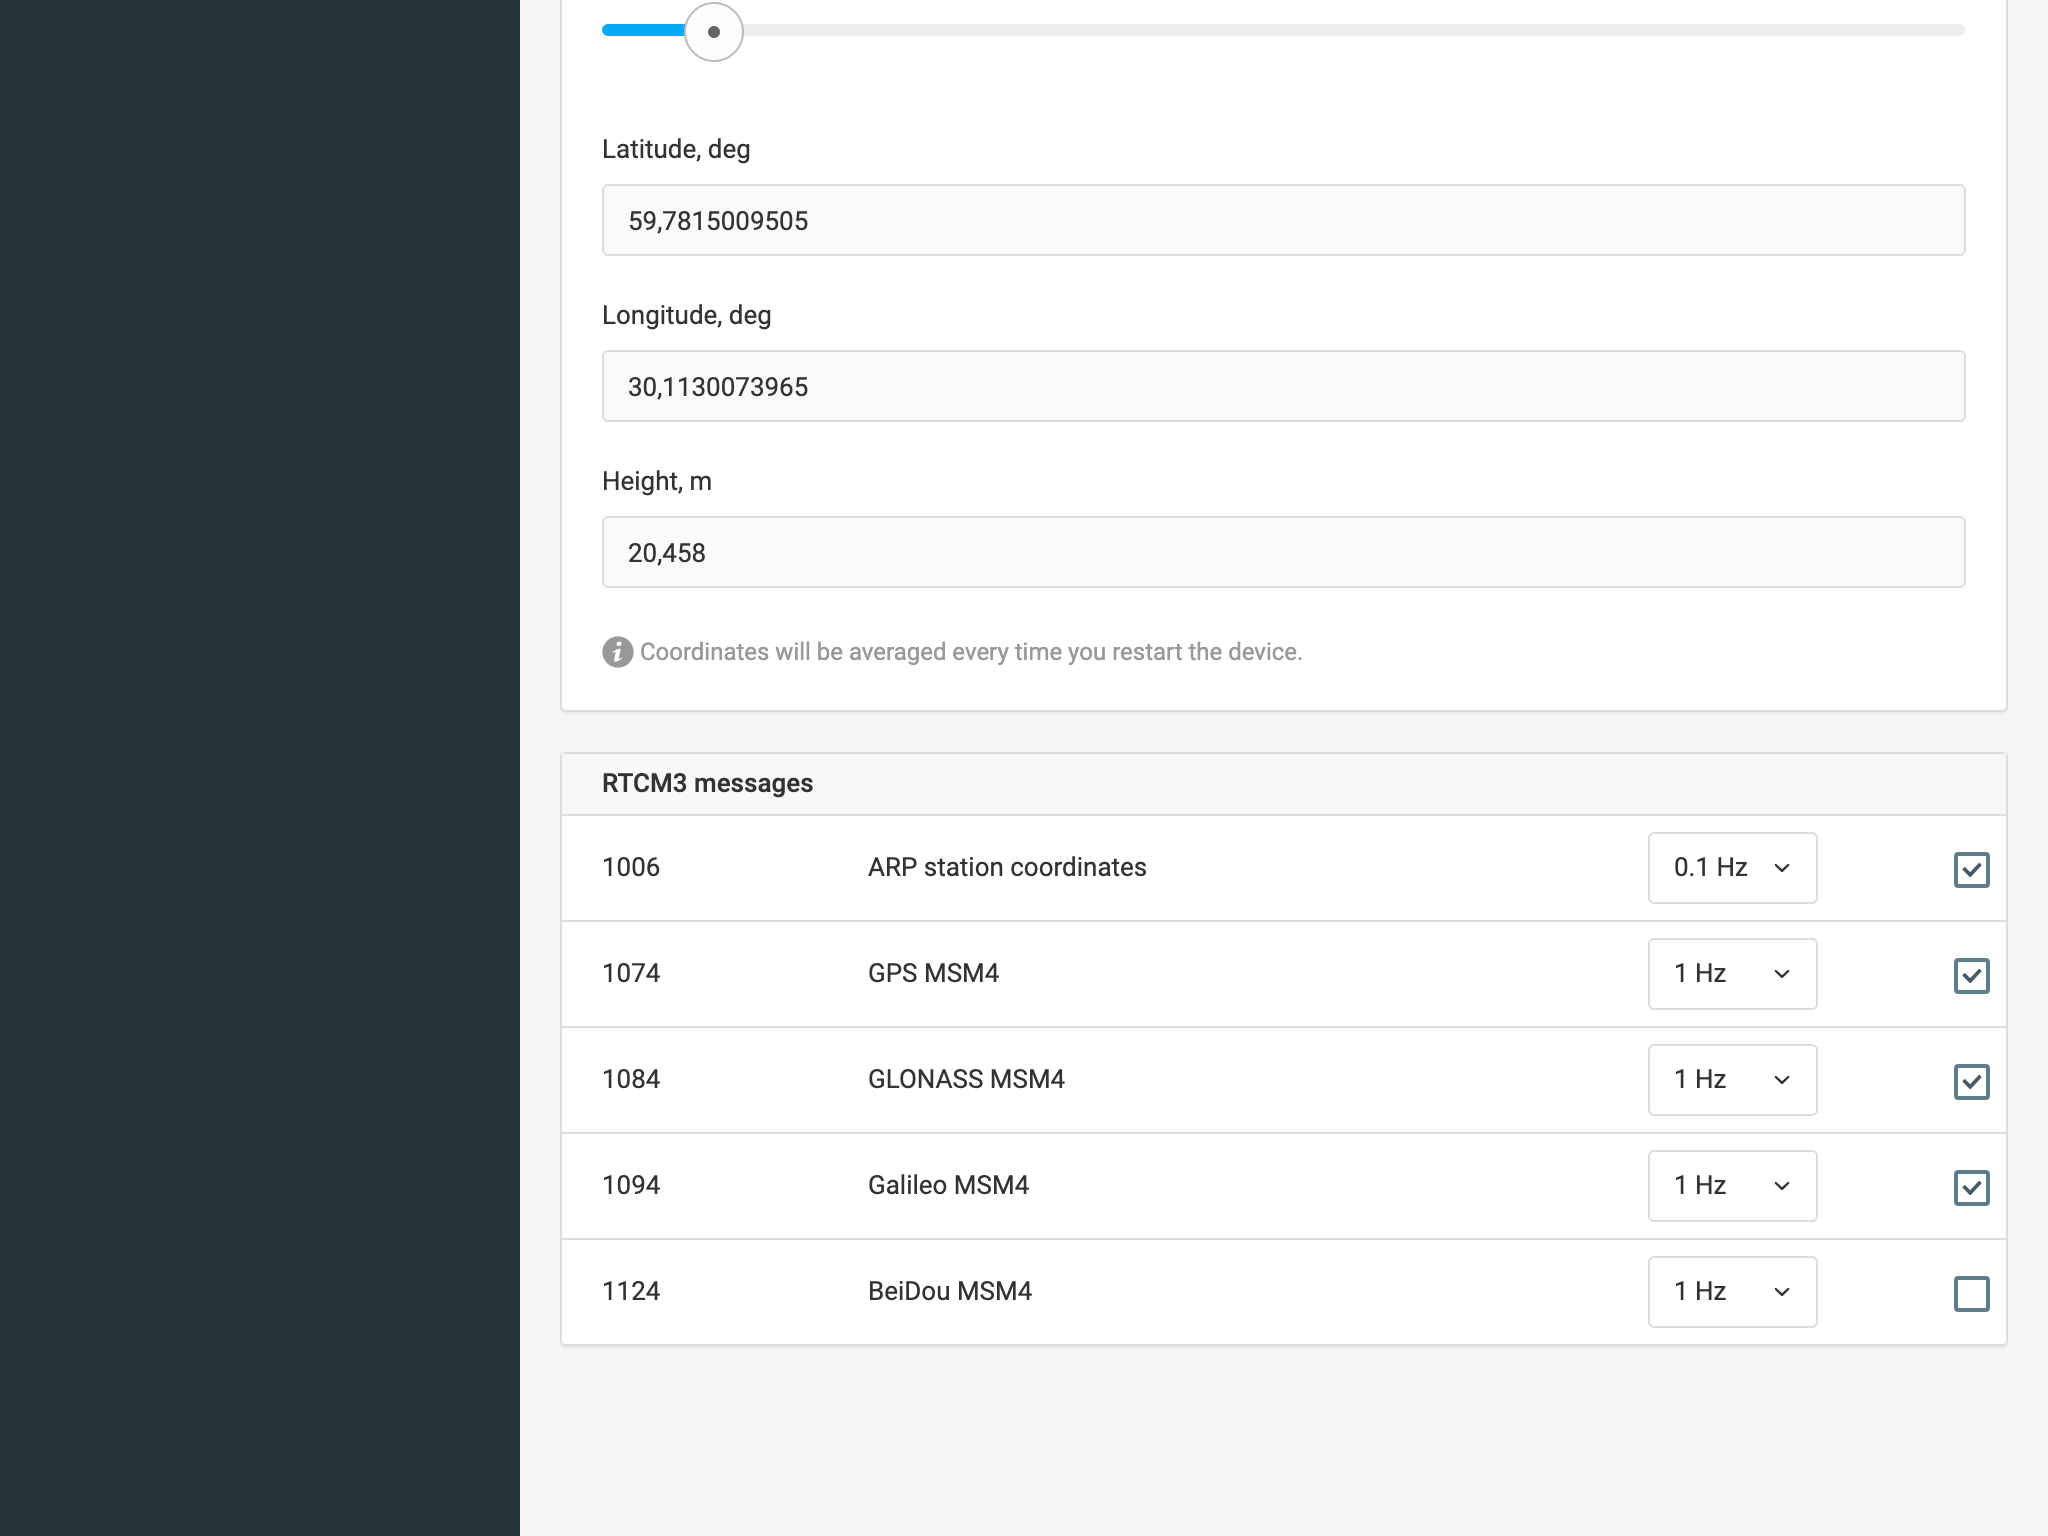 Latitude, deg
59,7815009505
Longitude, deg
30,1130073965
Height, m
20,458
Coordinates will be averaged every time you restart the device.
RTCM3 messages
1006 ARP station coordinates 0.1 Hz
1074 GPS MSM4 1 Hz
1084 GLONASS MSM4 1 Hz
1094 Galileo MSM4 1 Hz
1124 BeiDou MSM4 1 Hz